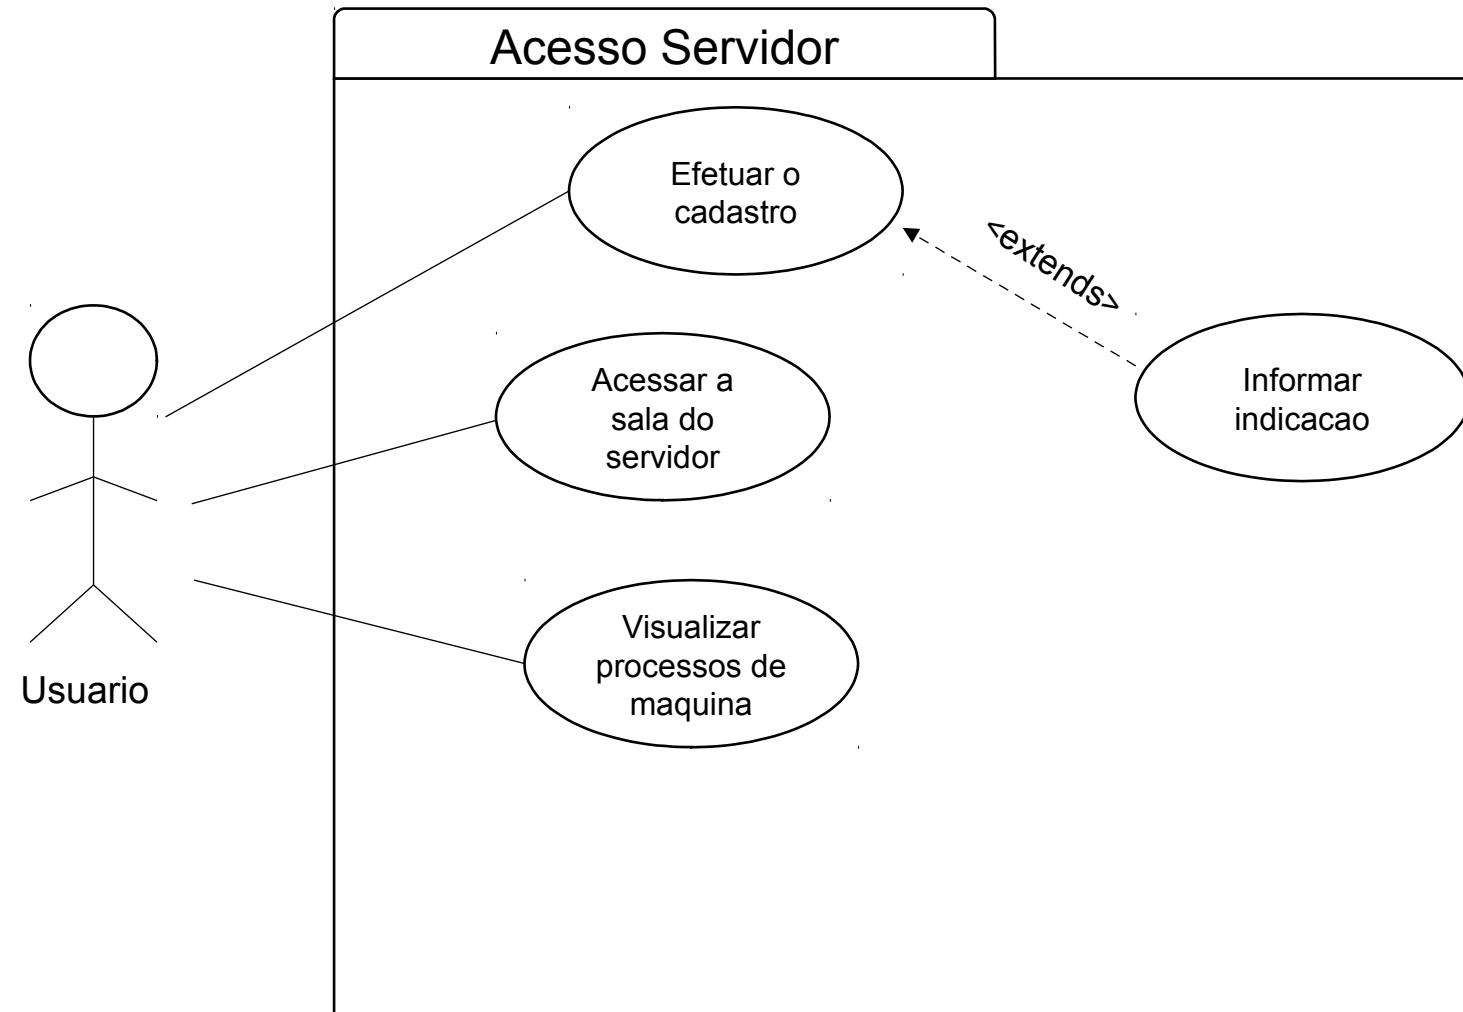 Acesso Servidor
Efetuar o
cadastro
<extends>
Informar
indicacao
Acessar a
sala do
servidor
Visualizar
processos de
maquina
Usuario